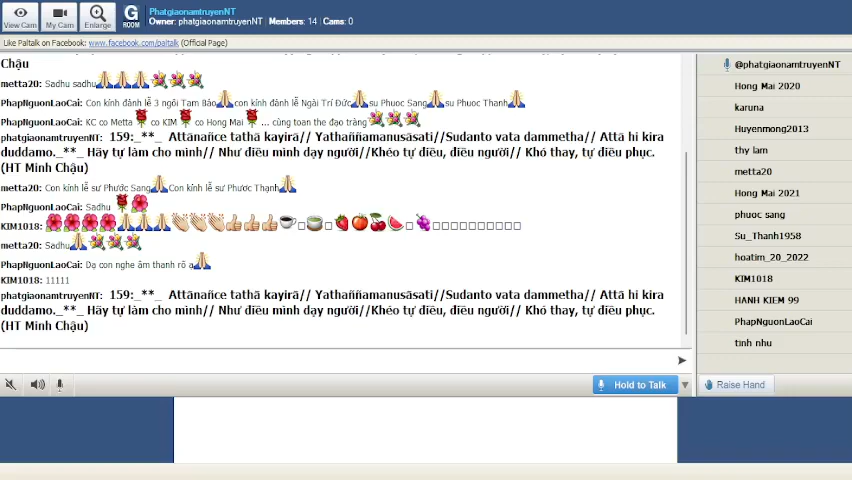 View Cam
My Cam
Enlarge
G ROOM
PhatgiaonamtruyenNT
Owner: phatgiaonamtruyenNT | Members: 14 | Cams: 0
Like Paltalk on Facebook: www.facebook.com/paltalk (Official Page)
Châu)
metta20: Sadhu sadhu
PhapNguonLaoCai: Con kính đảnh lễ 3 ngôi Tam Bảo con kính đảnh lễ Ngài Trí Đức su Phuoc Sang su Phuoc Thanh
PhapNguonLaoCai: KC co Metta co KIM co Hong Mai ... cùng toan the đạo tràng
phatgiaonamtruyenNT: 159:_**_ Attānañce tathā kayirā// Yathaññamanusāsati//Sudanto vata dammetha// Attā hi kira
duddamo._**_ Hãy tự làm cho mình// Như điều mình dạy người//Khéo tự điều, điều người// Khó thay, tự điều phục.
(HT Minh Châu)
metta20: Con kính lễ sư Phước Sang Con kính lễ sư Phươc Thạnh
PhapNguonLaoCai: Sadhu
KIM1018:
metta20: Sadhu
PhapNguonLaoCai: Dạ con nghe âm thanh rõ ạ
KIM1018: 11111
phatgiaonamtruyenNT: 159:_**_ Attānañce tathā kayirā// Yathaññamanusāsati//Sudanto vata dammetha// Attā hi kira
duddamo._**_ Hãy tự làm cho mình// Như điều mình dạy người//Khéo tự điều, điều người// Khó thay, tự điều phục.
(HT Minh Châu)
Hold to Talk
@phatgiaonamtruyenNT
Hong Mai 2020
karuna
Huyenmong2013
thy lam
metta20
Hong Mai 2021
phuoc sang
Su_Thanh1958
hoatim_20_2022
KIM1018
HANH KIEM 99
PhapNguonLaoCai
tinh nhu
Raise Hand